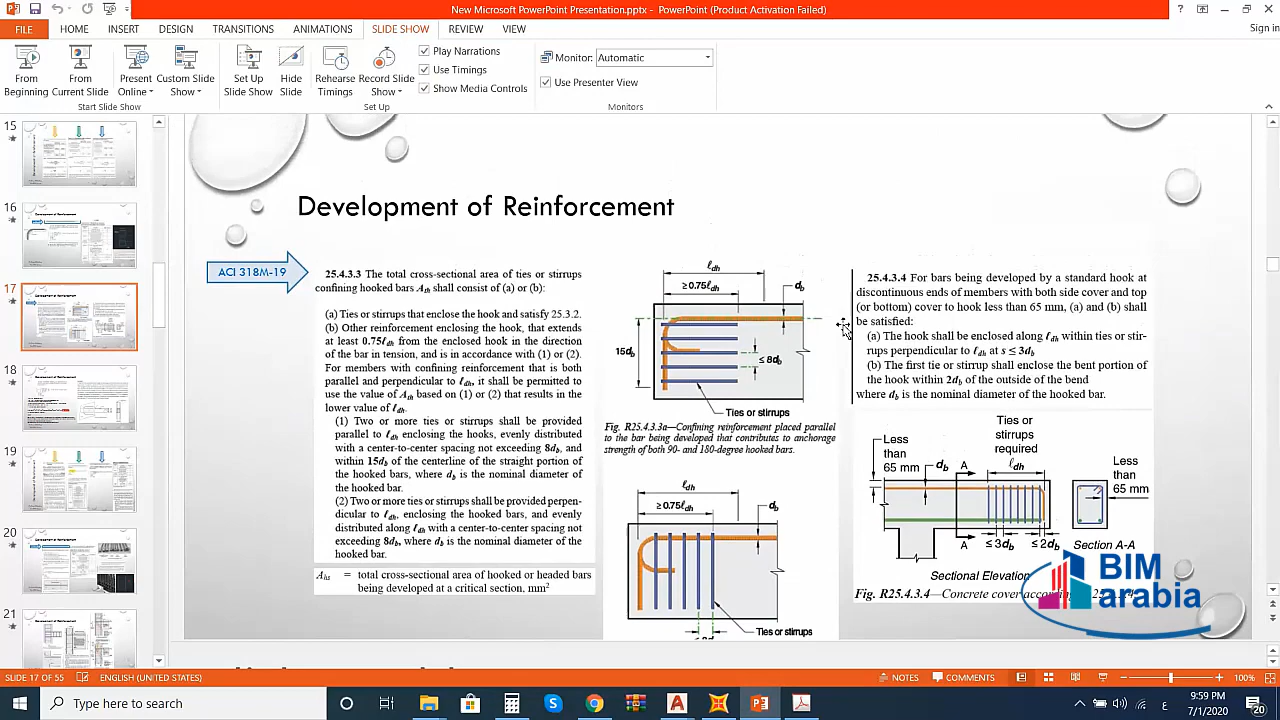 New Microsoft PowerPoint Presentation.pptx - PowerPoint (Product Activation Failed)
FILE HOME INSERT DESIGN TRANSITIONS ANIMATIONS SLIDE SHOW REVIEW VIEW
Sign in
From Beginning
From Current Slide
Present Online
Custom Slide Show
Start Slide Show
Set Up Slide Show
Hide Slide
Rehearse Timings
Record Slide Show
Play Narrations
Use Timings
Show Media Controls
Set Up
Monitor: Automatic
Use Presenter View
Monitors
15
16
17
18
19
20
21
Development of Reinforcement
ACI 318M-19
25.4.3.3 The total cross-sectional area of ties or stirrups
confining hooked bars Ath shall consist of (a) or (b):
(a) Ties or stirrups that enclose the hook and satisfy 25.3.2.
(b) Other reinforcement enclosing the hook, that extends
at least 0.75ℓdh from the enclosed hook in the direction
of the bar in tension, and is in accordance with (1) or (2).
For members with confining reinforcement that is both
parallel and perpendicular to ℓdh, it shall be permitted to
use the value of Ath based on (1) or (2) that results in the
lower value of ℓdh.
(1) Two or more ties or stirrups shall be provided
parallel to ℓdh enclosing the hooks, evenly distributed
with a center-to-center spacing not exceeding 8db, and
within 15db of the centerline of the straight portion of
the hooked bars, where db is the nominal diameter of
the hooked bar.
(2) Two or more ties or stirrups shall be provided perpen-
dicular to ℓdh, enclosing the hooked bars, and evenly
distributed along ℓdh with a center-to-center spacing not
exceeding 8db, where db is the nominal diameter of the
hooked bar.
Ahs = total cross-sectional area of hooked or headed bars
being developed at a critical section, mm2
ℓdh
≥0.75ℓdh
db
15db
≤ 8db
Ties or stirrups
Fig. R25.4.3.3a—Confining reinforcement placed parallel
to the bar being developed that contributes to anchorage
strength of both 90- and 180-degree hooked bars.
ℓdh
≥0.75ℓdh
db
Ties or stirrups
25.4.3.4 For bars being developed by a standard hook at
discontinuous ends of members with both side cover and top
(or bottom) cover to hook less than 65 mm, (a) and (b) shall
be satisfied:
(a) The hook shall be enclosed along ℓdh within ties or stir-
rups perpendicular to ℓdh at s ≤ 3db
(b) The first tie or stirrup shall enclose the bent portion of
the hook within 2db of the outside of the bend
where db is the nominal diameter of the hooked bar.
Ties or
stirrups
required
Less
than
65 mm
db
A
ℓdh
Less
than
65 mm
A
≤3db
≤2db
Section A-A
Sectional Elevation
Fig. R25.4.3.4—Concrete cover
BIM
arabia
SLIDE 17 OF 55
ENGLISH (UNITED STATES)
NOTES
COMMENTS
100%
Type here to search
9:59 PM
7/1/2020
20